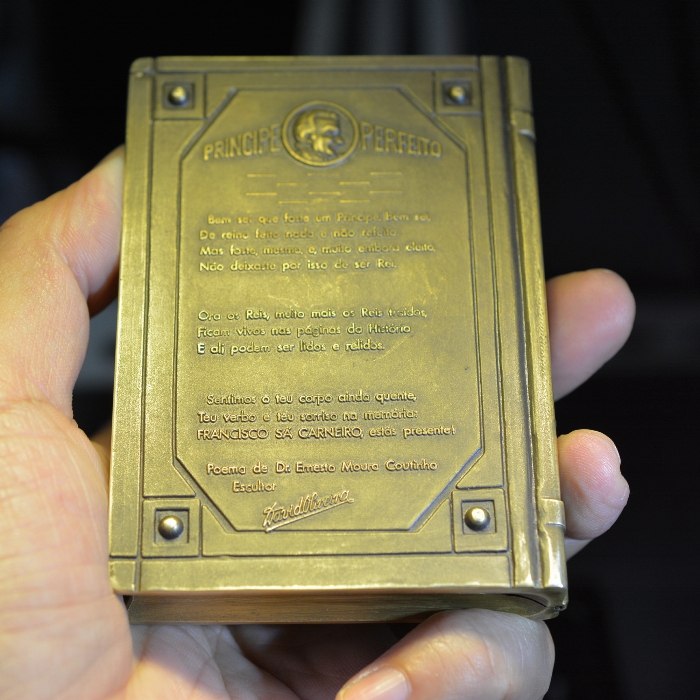 PRINCIPE PERFEITO
Bem sei que foste um Príncipe, bem sei,
De reino feito nada e não refeito
Mas foste, mesmo, e, muito embora eleito,
Não deixaste por isso de ser Rei.
Ora os Reis, muito mais os Reis
Ficam vivos nas páginas da História
E ali podem ser lidos e relidos.
Sentimos o teu corpo ainda quente,
Teu verbo e teu sorriso na memória:
FRANCISCO SÁ CARNEIRO, estás presente!
Poema de Dr. Ernesto Moura Coutinho
Escultor